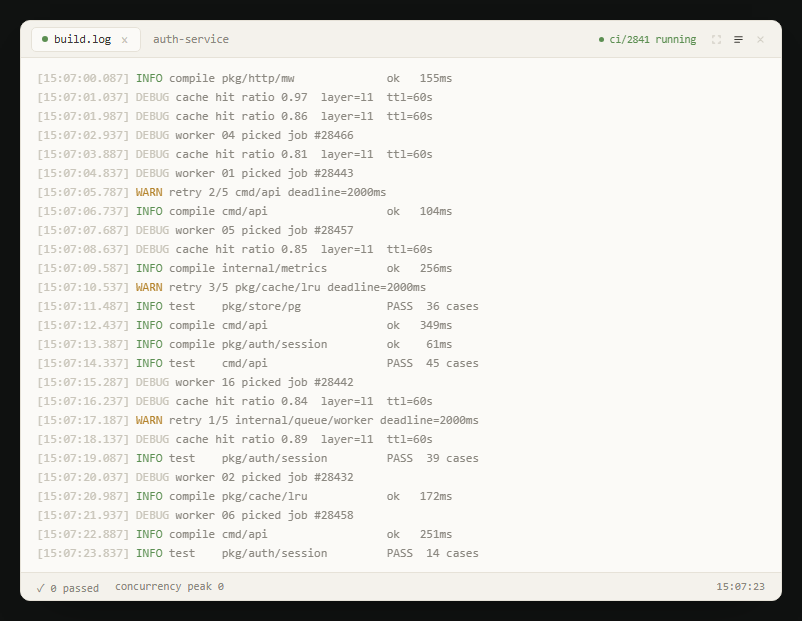 build.log × auth-service ci/2841 running ×
[15:07:00.087] INFO compile pkg/http/mw ok 155ms
[15:07:01.037] DEBUG cache hit ratio 0.97 layer=l1 ttl=60s
[15:07:01.987] DEBUG cache hit ratio 0.86 layer=l1 ttl=60s
[15:07:02.937] DEBUG worker 04 picked job #28466
[15:07:03.887] DEBUG cache hit ratio 0.81 layer=l1 ttl=60s
[15:07:04.837] DEBUG worker 01 picked job #28443
[15:07:05.787] WARN retry 2/5 cmd/api deadline=2000ms
[15:07:06.737] INFO compile cmd/api ok 104ms
[15:07:07.687] DEBUG worker 05 picked job #28457
[15:07:08.637] DEBUG cache hit ratio 0.85 layer=l1 ttl=60s
[15:07:09.587] INFO compile internal/metrics ok 256ms
[15:07:10.537] WARN retry 3/5 pkg/cache/lru deadline=2000ms
[15:07:11.487] INFO test pkg/store/pg PASS 36 cases
[15:07:12.437] INFO compile cmd/api ok 349ms
[15:07:13.387] INFO compile pkg/auth/session ok 61ms
[15:07:14.337] INFO test cmd/api PASS 45 cases
[15:07:15.287] DEBUG worker 16 picked job #28442
[15:07:16.237] DEBUG cache hit ratio 0.84 layer=l1 ttl=60s
[15:07:17.187] WARN retry 1/5 internal/queue/worker deadline=2000ms
[15:07:18.137] DEBUG cache hit ratio 0.89 layer=l1 ttl=60s
[15:07:19.087] INFO test pkg/auth/session PASS 39 cases
[15:07:20.037] DEBUG worker 02 picked job #28432
[15:07:20.987] INFO compile pkg/cache/lru ok 172ms
[15:07:21.937] DEBUG worker 06 picked job #28458
[15:07:22.887] INFO compile cmd/api ok 251ms
[15:07:23.837] INFO test pkg/auth/session PASS 14 cases
✓ 0 passed concurrency peak 0 15:07:23